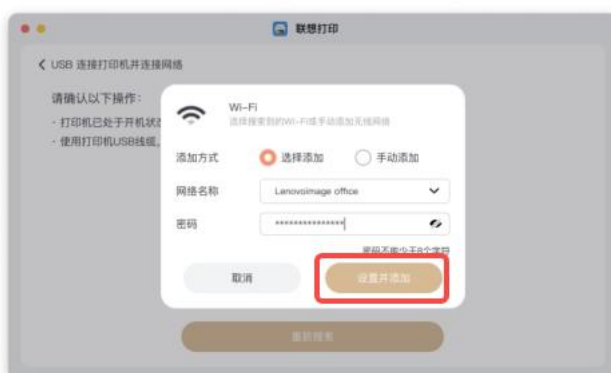 联想打印
USB 连接打印机并连接网络
请确认以下操作:
· 打印机已处于开机状态
· 使用打印机USB线缆,
Wi-Fi
选择搜索到的Wi-Fi或手动添加无线网络
添加方式 选择添加 手动添加
网络名称 Lenovoimage office
密码 ***************
密码不能少于8个字符
取消 设置并添加
重新搜索